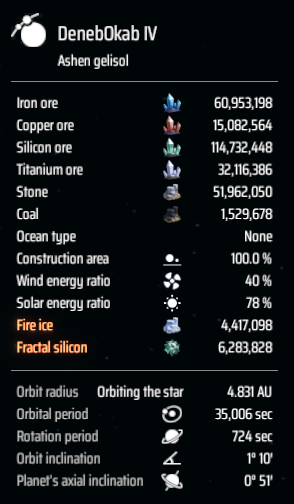 DenebOkab IV
Ashen gelisol
Iron ore 60,953,198
Copper ore 15,082,564
Silicon ore 114,732,448
Titanium ore 32,116,386
Stone 51,962,050
Coal 1,529,678
Ocean type None
Construction area 100.0 %
Wind energy ratio 40 %
Solar energy ratio 78 %
Fire ice 4,417,098
Fractal silicon 6,283,828
Orbit radius Orbiting the star 4.831 AU
Orbital period 35,006 sec
Rotation period 724 sec
Orbit inclination 1° 10'
Planet's axial inclination 0° 51'